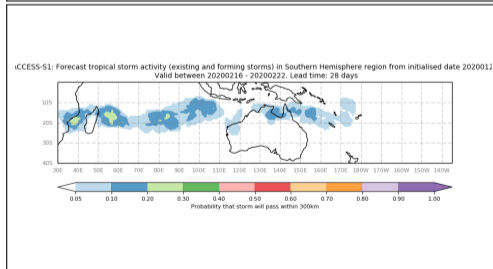 CCESS-S1: Forecast tropical storm activity (existing and forming storms) in Southern Hemisphere region from initialised date 2020012
Valid between 20200216 - 20200222. Lead time: 28 days
10S
20S
30S
40S
30E 40E 50E 60E 70E 80E 90E 100E 110E 120E 130E 140E 150E 160E 170E 180W 170W 160W 150W 140W
0.05 0.10 0.20 0.30 0.40 0.50 0.60 0.70 0.80 0.90 1.00
Probability that storm will pass within 300km